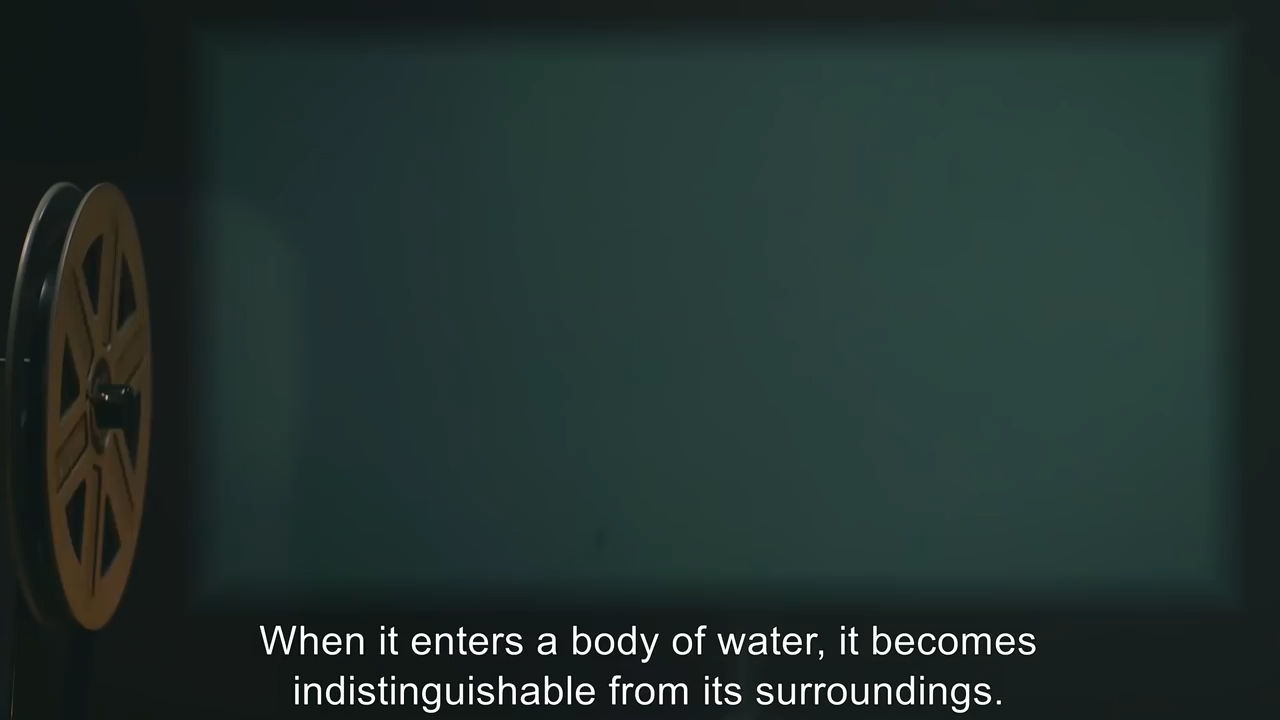 When it enters a body of water, it becomes
indistinguishable from its surroundings.